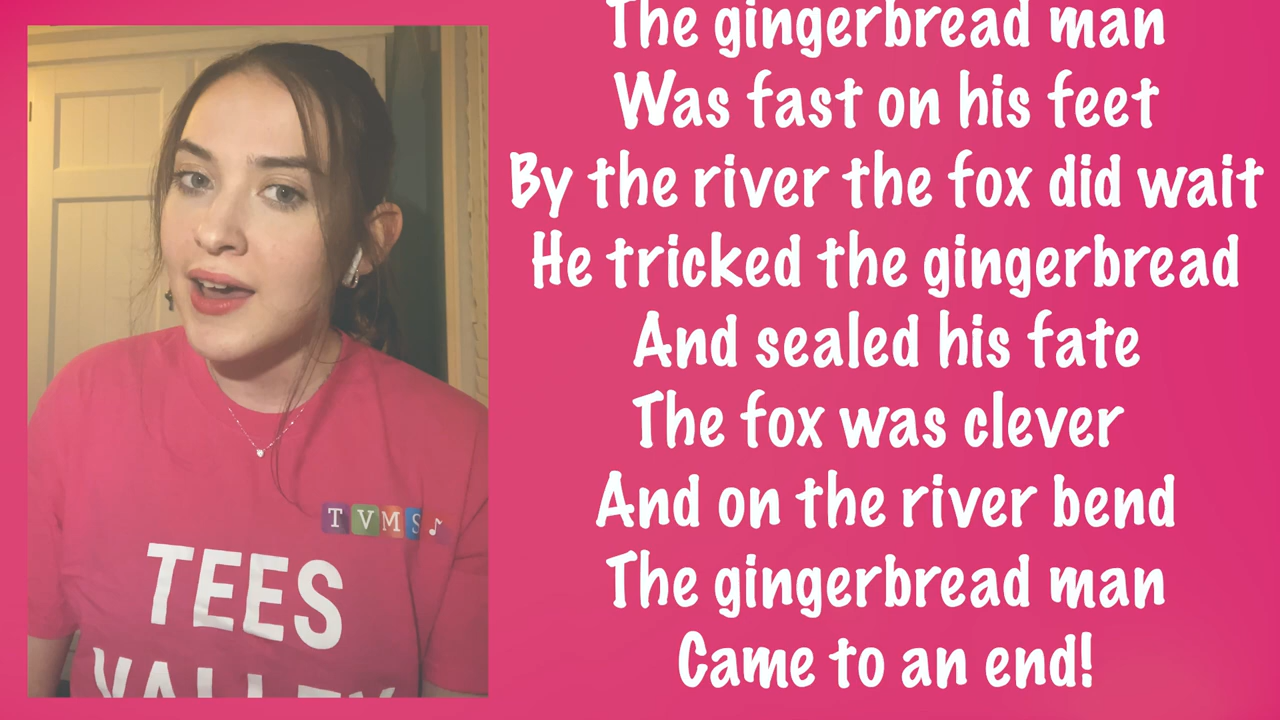 The gingerbread man
Was fast on his feet
By the river the fox did wait
He tricked the gingerbread
And sealed his fate
The fox was clever
And on the river bend
The gingerbread man
Came to an end!
TVMS
TEES
VALLEY